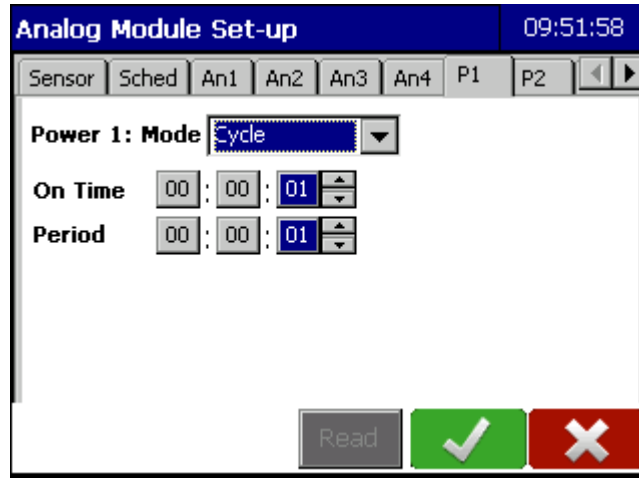 Analog Module Set-up 09:51:58
Sensor Sched An1 An2 An3 An4 P1 P2
Power 1: Mode Cycle
On Time 00 : 00 : 01
Period 00 : 00 : 01
Read